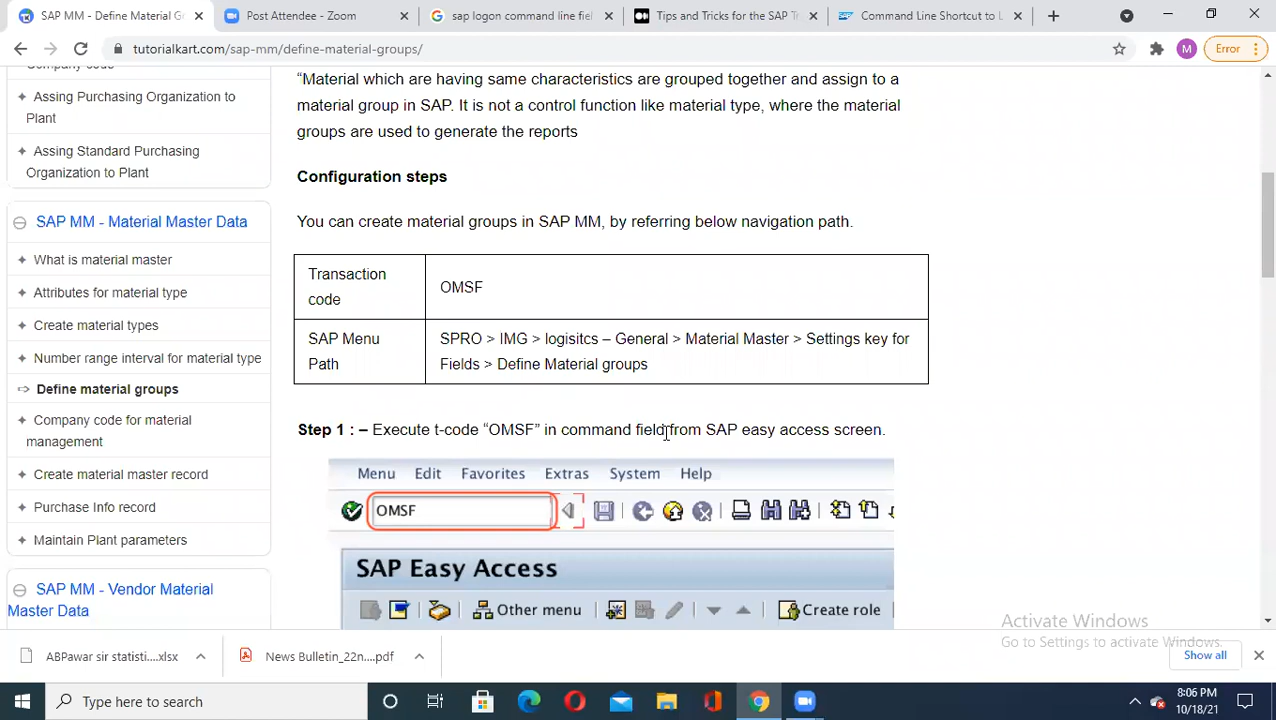 SAP MM - Define Material Gr
Post Attendee - Zoom
sap logon command line fiel
Tips and Tricks for the SAP Tr
Command Line Shortcut to L
tutorialkart.com/sap-mm/define-material-groups/
M
Error
Company code
Assing Purchasing Organization to
Plant
Assing Standard Purchasing
Organization to Plant
SAP MM - Material Master Data
What is material master
Attributes for material type
Create material types
Number range interval for material type
Define material groups
Company code for material
management
Create material master record
Purchase Info record
Maintain Plant parameters
SAP MM - Vendor Material
Master Data
“Material which are having same characteristics are grouped together and assign to a
material group in SAP. It is not a control function like material type, where the material
groups are used to generate the reports
Configuration steps
You can create material groups in SAP MM, by referring below navigation path.
Transaction
code
OMSF
SAP Menu
Path
SPRO > IMG > logisitcs – General > Material Master > Settings key for
Fields > Define Material groups
Step 1 : – Execute t-code “OMSF” in command field from SAP easy access screen.
Menu Edit Favorites Extras System Help
OMSF
SAP Easy Access
Other menu
Create role
Activate Windows
Go to Settings to activate Windows.
ABPawar sir statisti....xlsx
News Bulletin_22n....pdf
Show all
Type here to search
8:06 PM
10/18/21